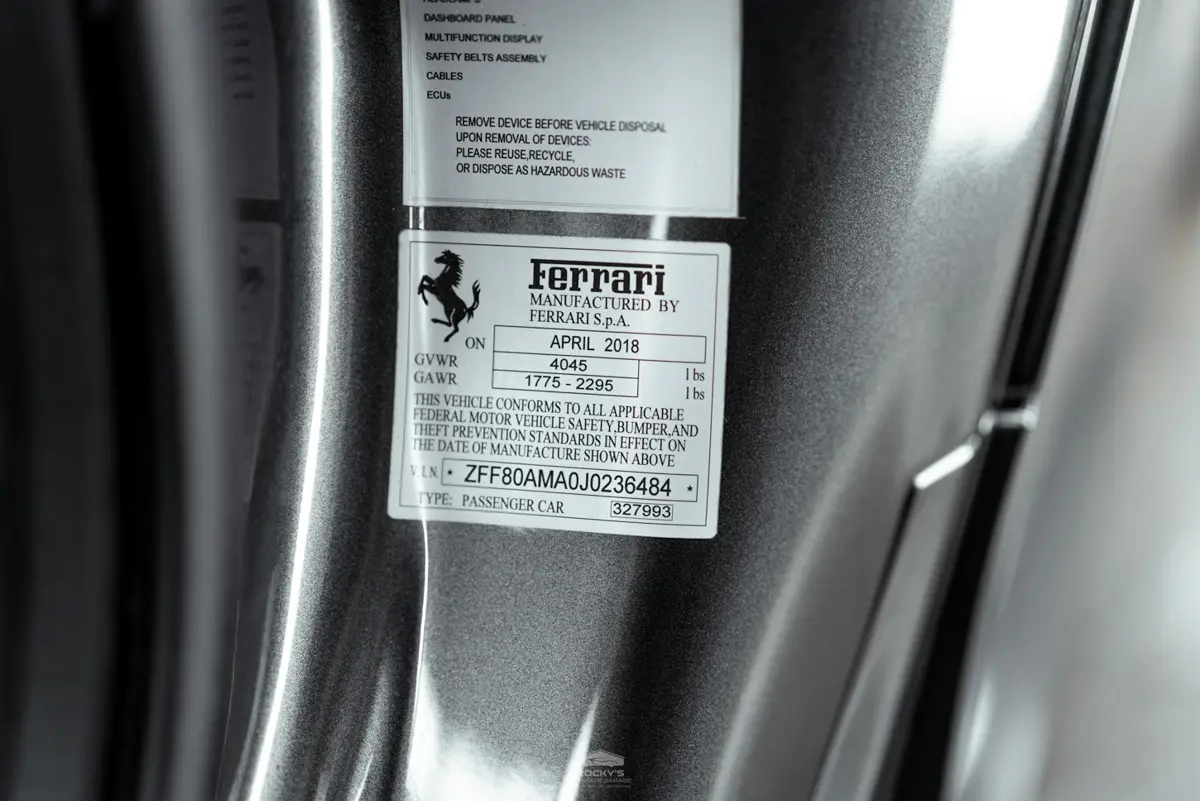 DASHBOARD PANEL
MULTIFUNCTION DISPLAY
SAFETY BELTS ASSEMBLY
CABLES
ECUs
REMOVE DEVICE BEFORE VEHICLE DISPOSAL
UPON REMOVAL OF DEVICES:
PLEASE REUSE,RECYCLE,
OR DISPOSE AS HAZARDOUS WASTE
Ferrari
MANUFACTURED BY
FERRARI S.p.A.
ON APRIL 2018
GVWR 4045 lbs
GAWR 1775 - 2295 lbs
THIS VEHICLE CONFORMS TO ALL APPLICABLE
FEDERAL MOTOR VEHICLE SAFETY,BUMPER,AND
THEFT PREVENTION STANDARDS IN EFFECT ON
THE DATE OF MANUFACTURE SHOWN ABOVE
V.I.N. * ZFF80AMA0J0236484 *
TYPE: PASSENGER CAR 327993
ROCKY'S